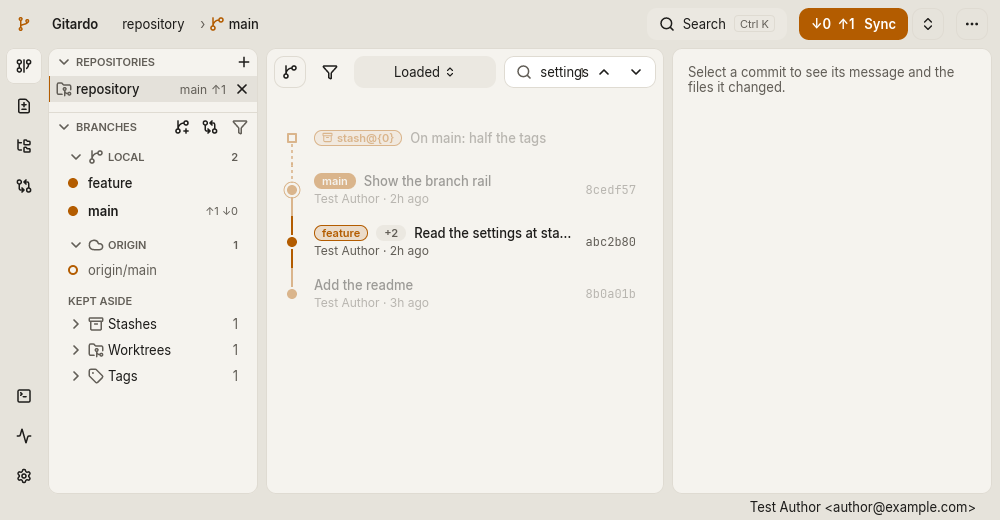 Gitardo repository › main Search Ctrl K ↓0 ↑1 Sync
REPOSITORIES
repository main ↑1
BRANCHES
LOCAL 2
feature
main ↑1 ↓0
ORIGIN 1
origin/main
KEPT ASIDE
Stashes 1
Worktrees 1
Tags 1
Loaded settings
stash@{0} On main: half the tags
main Show the branch rail
Test Author · 2h ago 8cedf57
feature +2 Read the settings at sta...
Test Author · 2h ago abc2b80
Add the readme
Test Author · 3h ago 8b0a01b
Select a commit to see its message and the
files it changed.
Test Author <author@example.com>